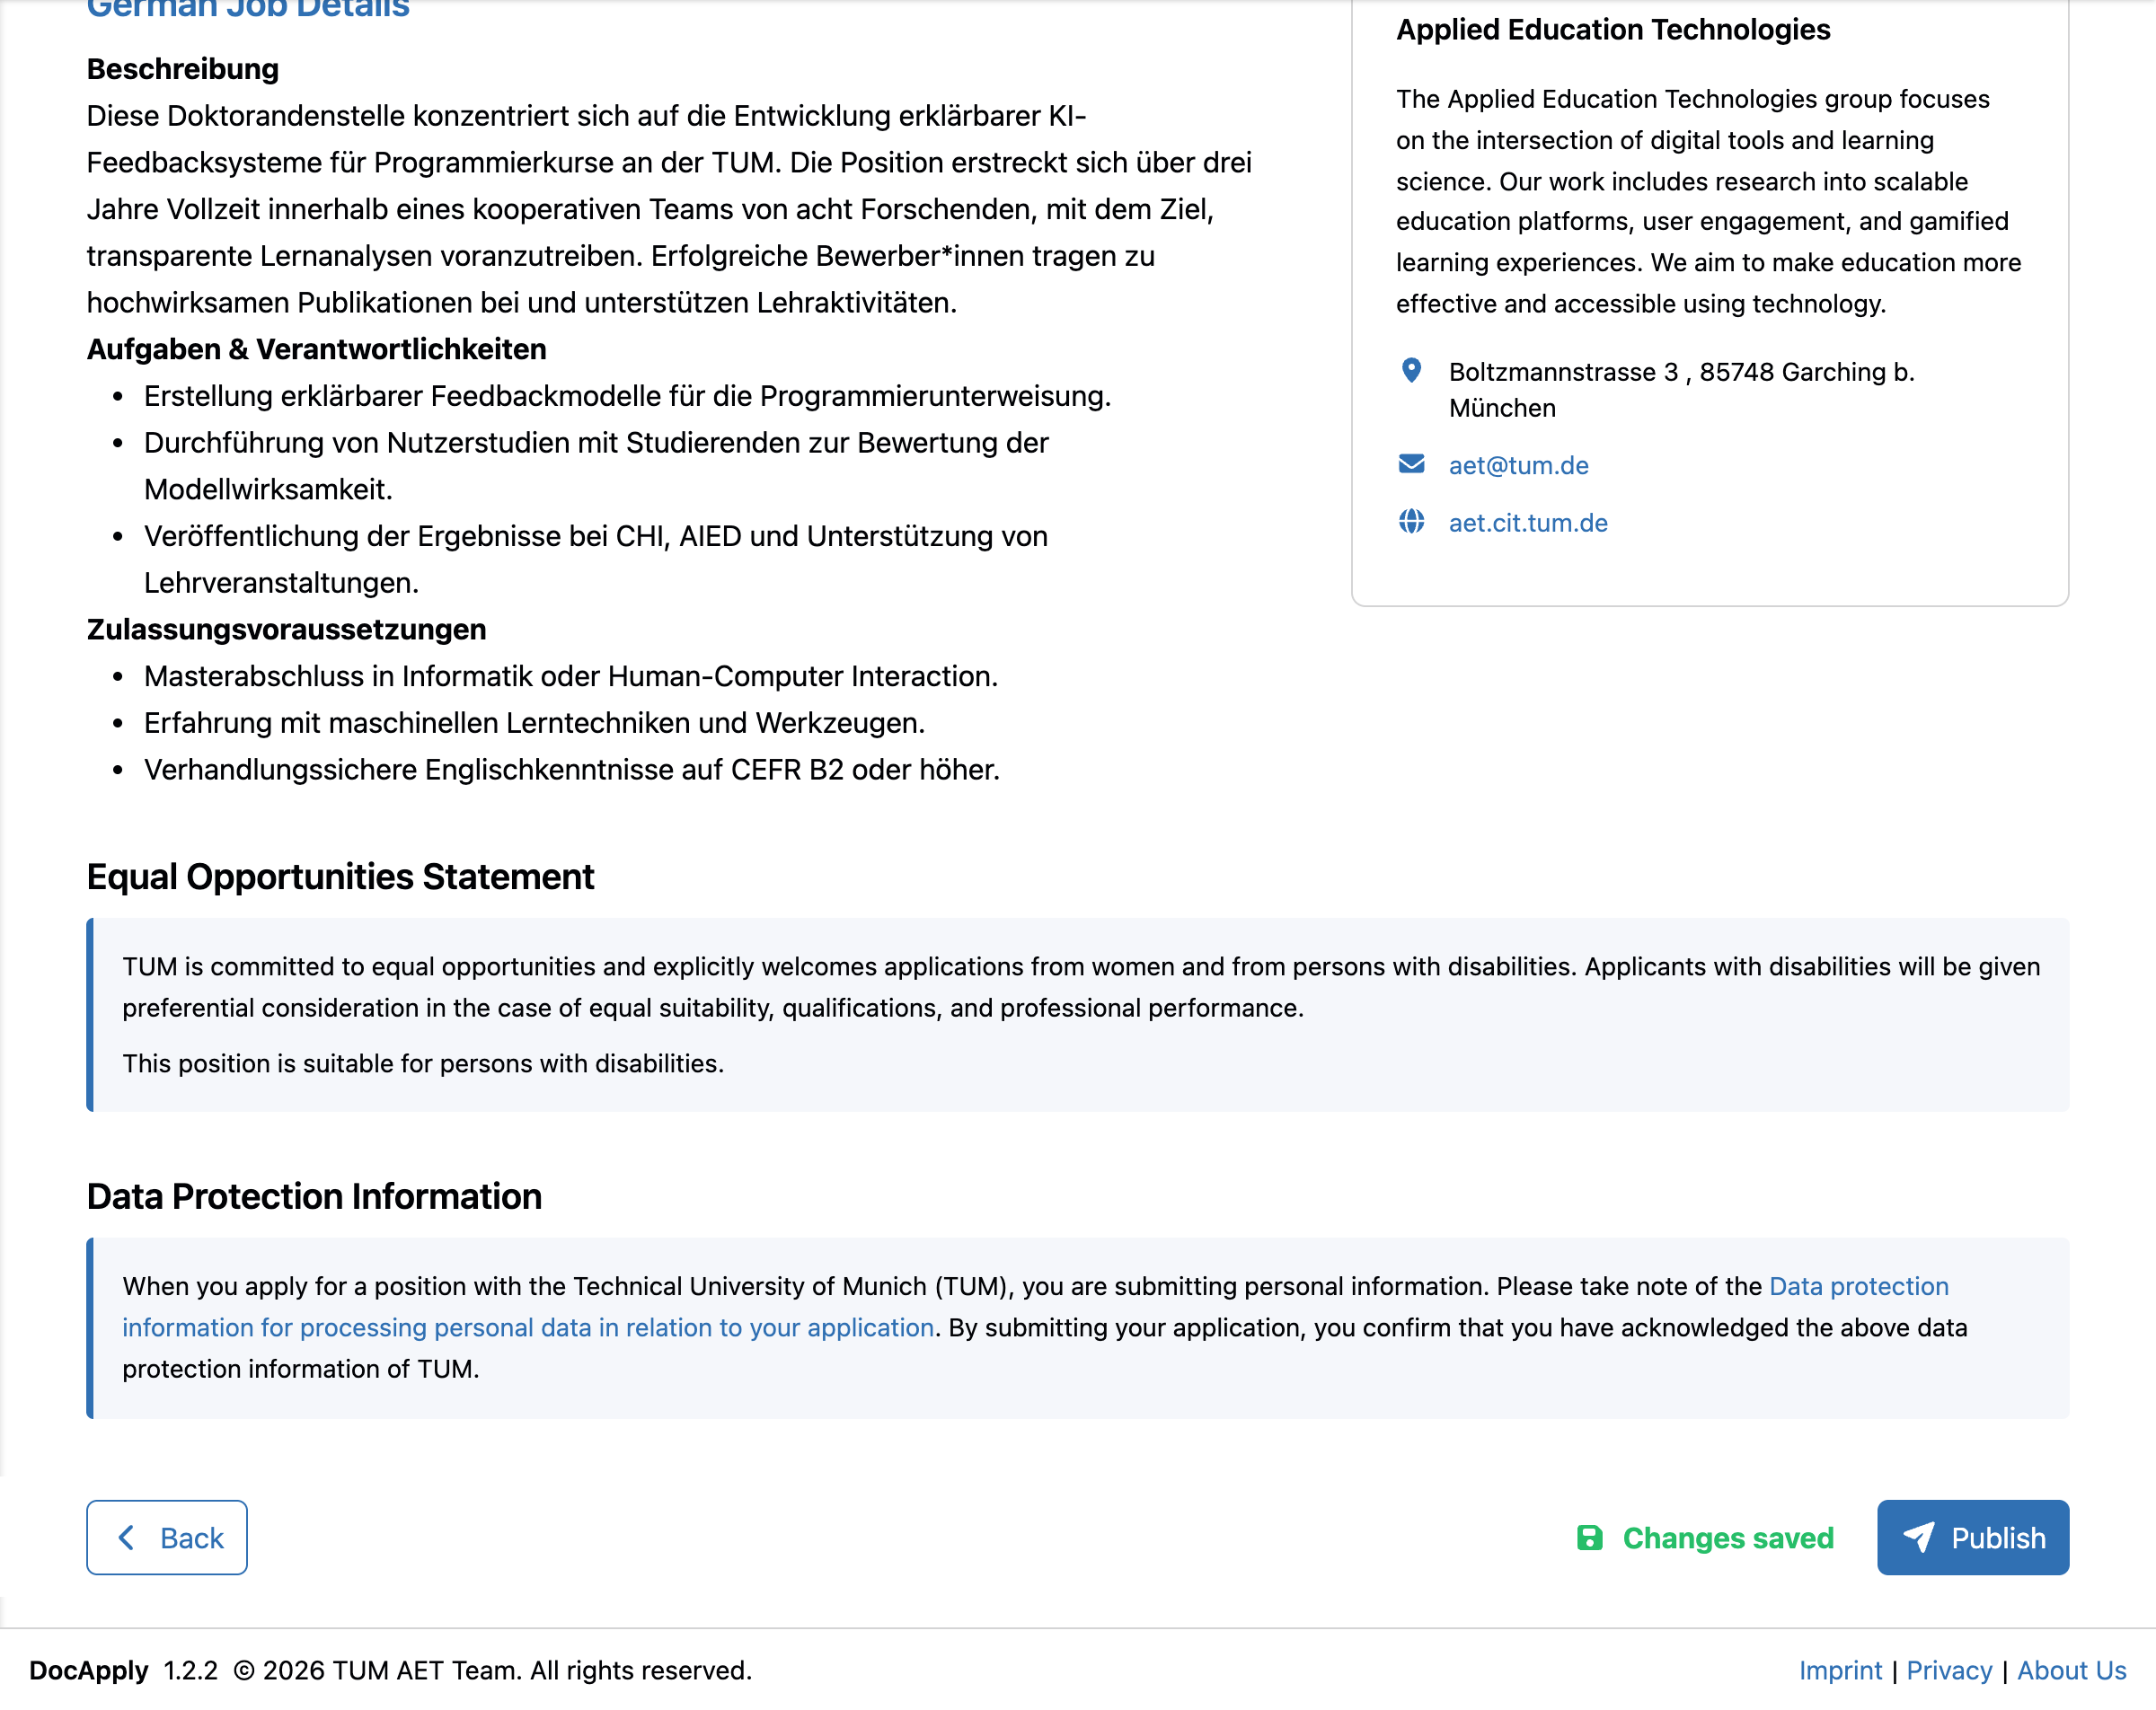 German Job Details
Beschreibung
Diese Doktorandenstelle konzentriert sich auf die Entwicklung erklärbarer KI-
Feedbacksysteme für Programmierkurse an der TUM. Die Position erstreckt sich über drei
Jahre Vollzeit innerhalb eines kooperativen Teams von acht Forschenden, mit dem Ziel,
transparente Lernanalysen voranzutreiben. Erfolgreiche Bewerber*innen tragen zu
hochwirksamen Publikationen bei und unterstützen Lehraktivitäten.
Aufgaben & Verantwortlichkeiten
• Erstellung erklärbarer Feedbackmodelle für die Programmierunterweisung.
• Durchführung von Nutzerstudien mit Studierenden zur Bewertung der
Modellwirksamkeit.
• Veröffentlichung der Ergebnisse bei CHI, AIED und Unterstützung von
Lehrveranstaltungen.
Zulassungsvoraussetzungen
• Masterabschluss in Informatik oder Human-Computer Interaction.
• Erfahrung mit maschinellen Lerntechniken und Werkzeugen.
• Verhandlungssichere Englischkenntnisse auf CEFR B2 oder höher.
Applied Education Technologies
The Applied Education Technologies group focuses
on the intersection of digital tools and learning
science. Our work includes research into scalable
education platforms, user engagement, and gamified
learning experiences. We aim to make education more
effective and accessible using technology.
Boltzmannstrasse 3 , 85748 Garching b.
München
aet@tum.de
aet.cit.tum.de
Equal Opportunities Statement
TUM is committed to equal opportunities and explicitly welcomes applications from women and from persons with disabilities. Applicants with disabilities will be given
preferential consideration in the case of equal suitability, qualifications, and professional performance.
This position is suitable for persons with disabilities.
Data Protection Information
When you apply for a position with the Technical University of Munich (TUM), you are submitting personal information. Please take note of the Data protection
information for processing personal data in relation to your application. By submitting your application, you confirm that you have acknowledged the above data
protection information of TUM.
Back
Changes saved
Publish
DocApply 1.2.2 © 2026 TUM AET Team. All rights reserved.
Imprint | Privacy | About Us